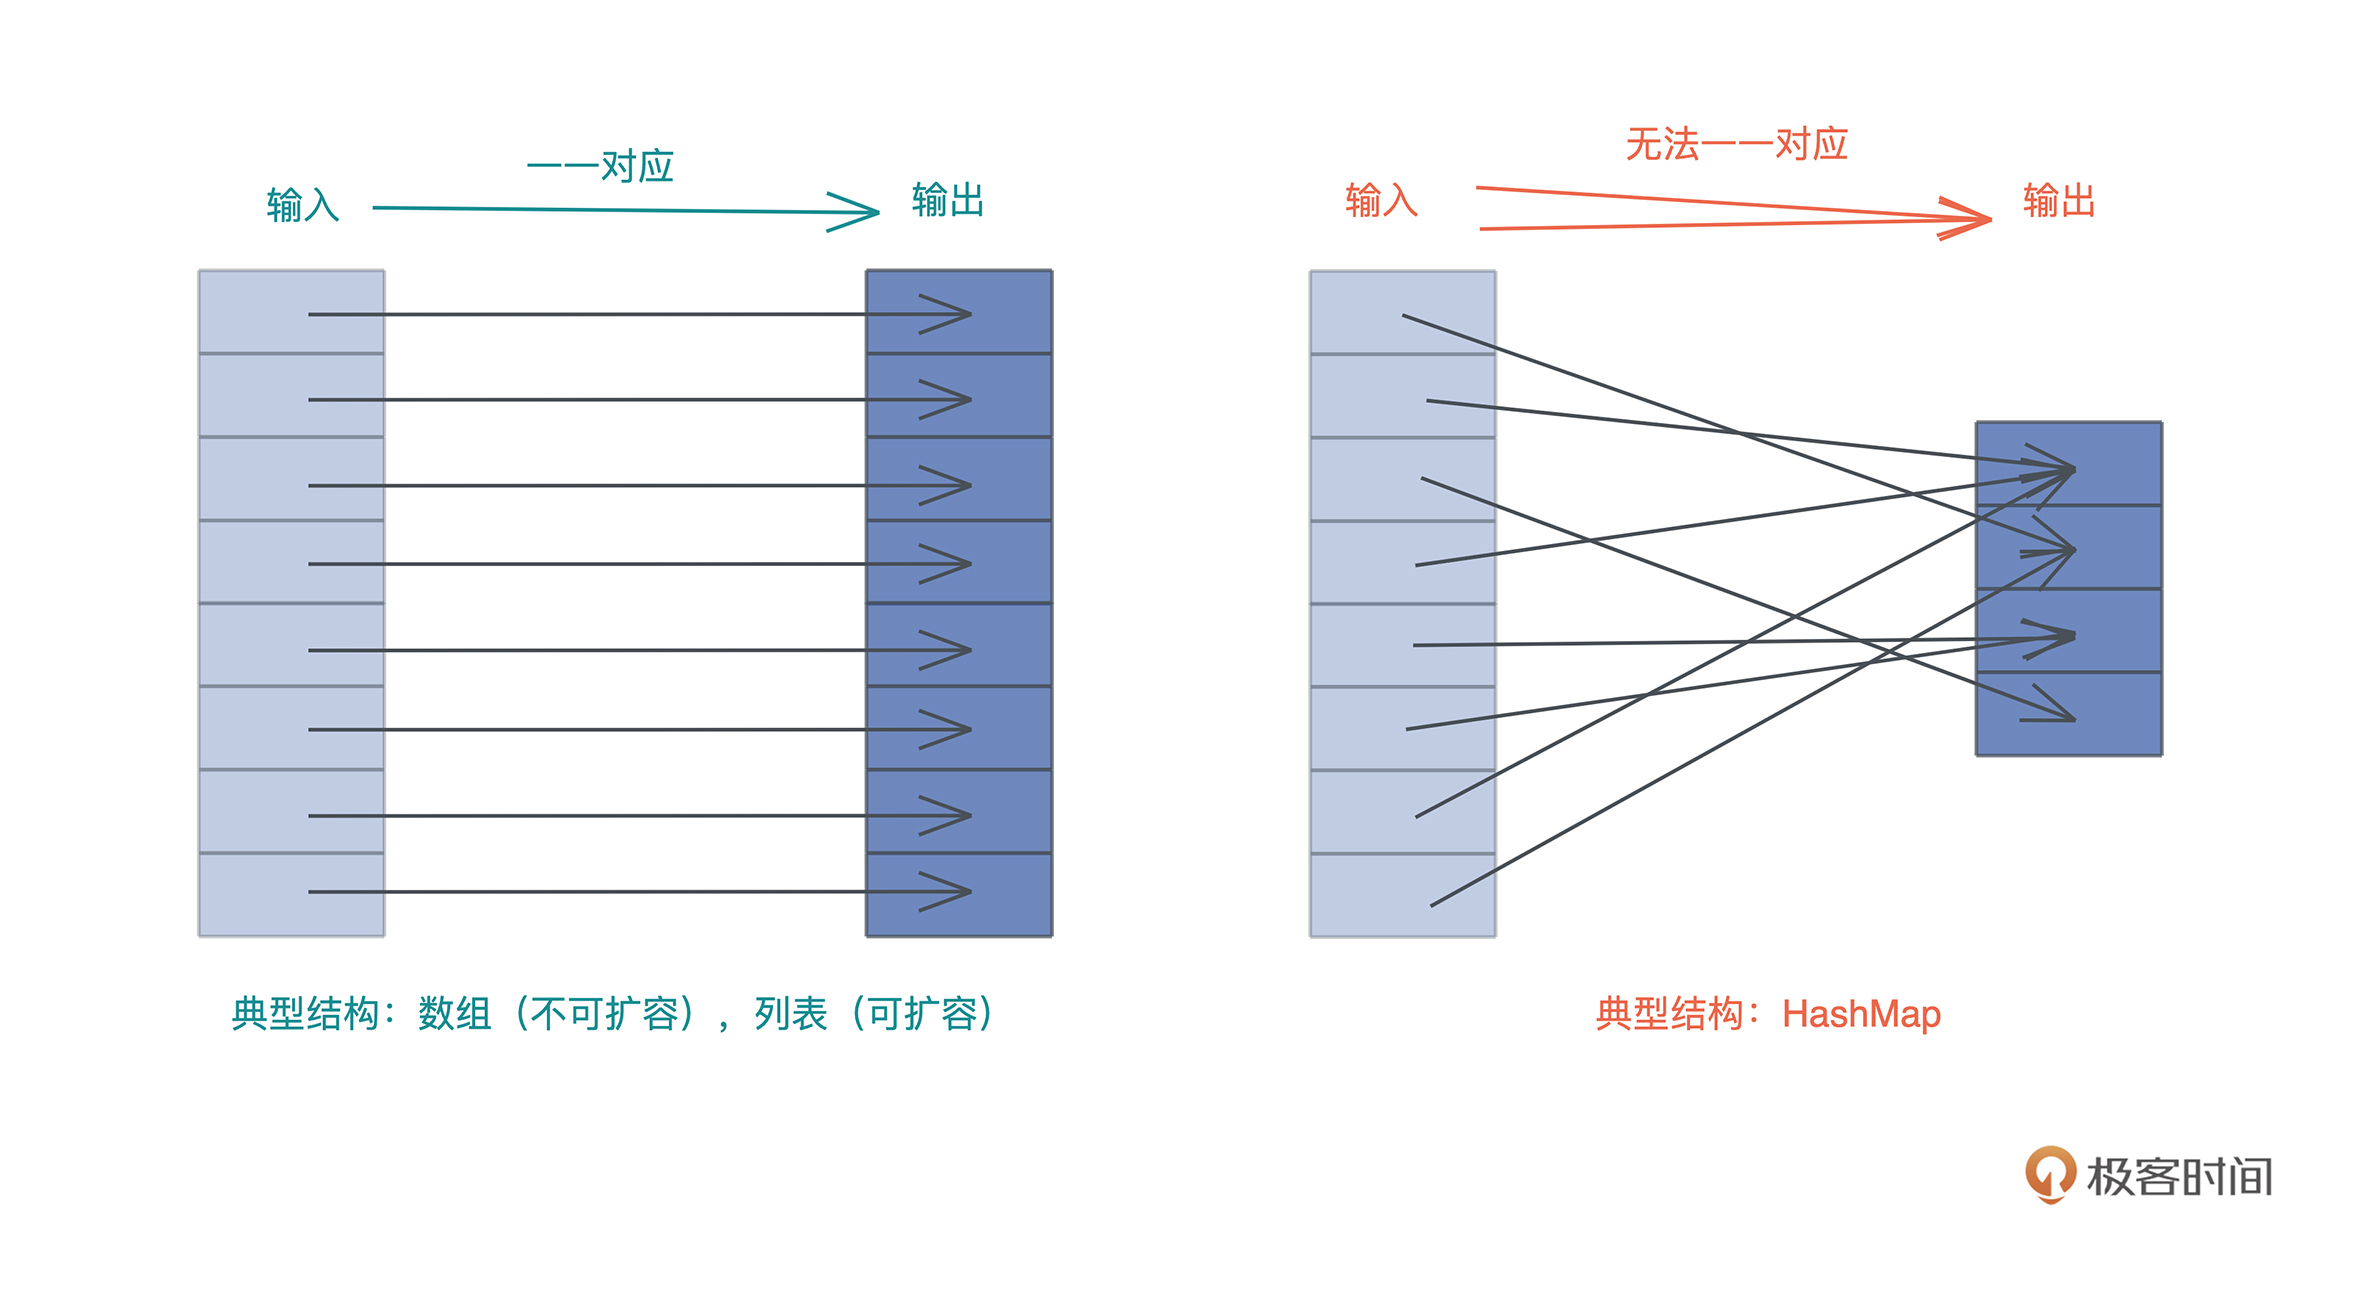 一一对应
输入
输出
典型结构：数组（不可扩容），列表（可扩容）
无法一一对应
输入
输出
典型结构：HashMap
极客时间